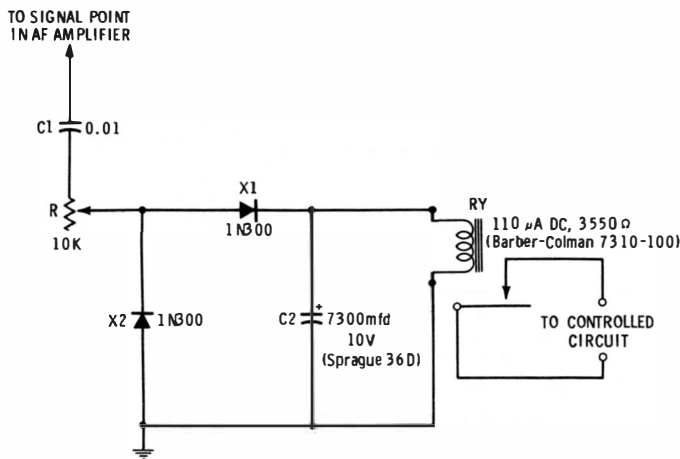 TO SIGNAL POINT
IN AF AMPLIFIER
C1
0.01
R
10K
X1
1N300
X2
1N300
C2
+
7300mfd
10V
(Sprague 36D)
RY
110 μA DC, 3550 Ω
(Barber-Colman 7310-100)
TO CONTROLLED
CIRCUIT